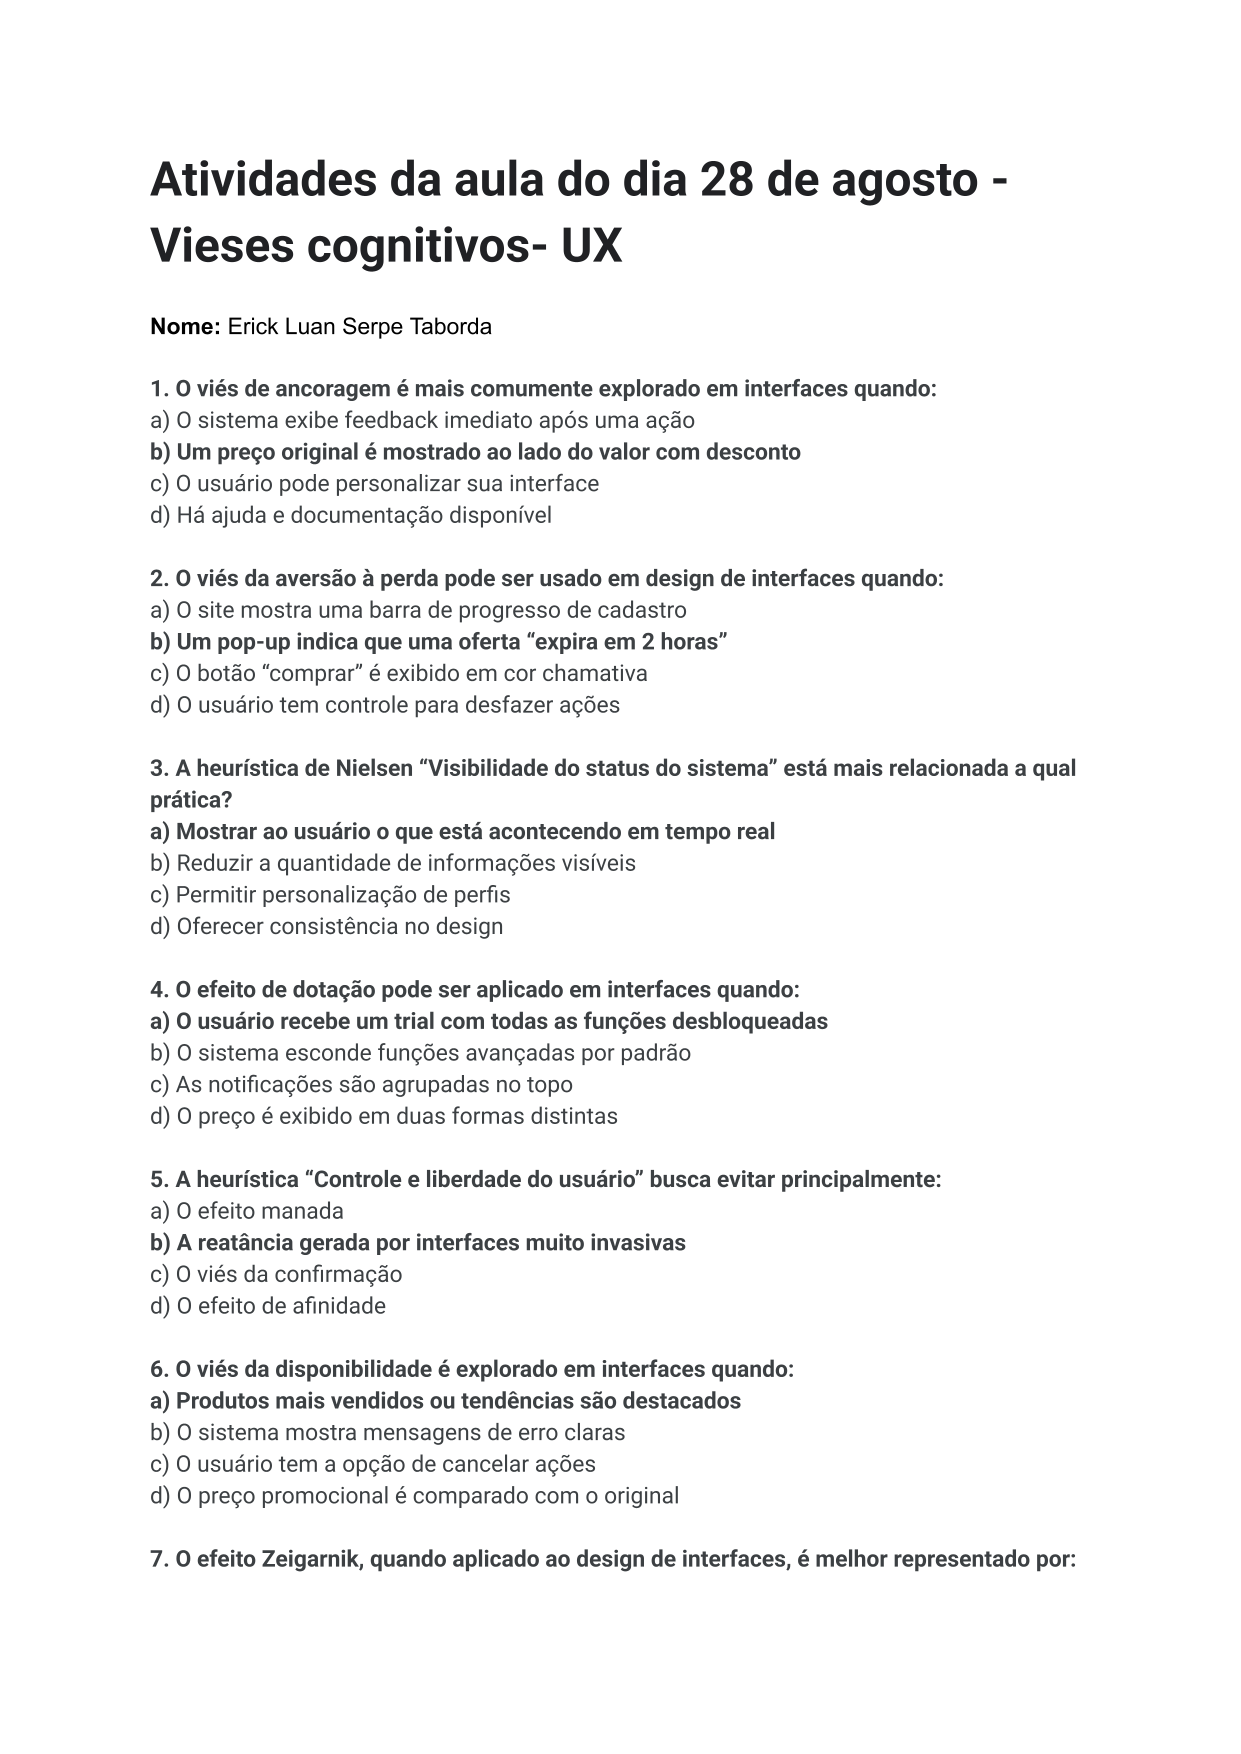 Atividades da aula do dia 28 de agosto -
Vieses cognitivos- UX
Nome: Erick Luan Serpe Taborda
1. O viés de ancoragem é mais comumente explorado em interfaces quando:
a) O sistema exibe feedback imediato após uma ação
b) Um preço original é mostrado ao lado do valor com desconto
c) O usuário pode personalizar sua interface
d) Há ajuda e documentação disponível
2. O viés da aversão à perda pode ser usado em design de interfaces quando:
a) O site mostra uma barra de progresso de cadastro
b) Um pop-up indica que uma oferta “expira em 2 horas”
c) O botão “comprar” é exibido em cor chamativa
d) O usuário tem controle para desfazer ações
3. A heurística de Nielsen “Visibilidade do status do sistema” está mais relacionada a qual
prática?
a) Mostrar ao usuário o que está acontecendo em tempo real
b) Reduzir a quantidade de informações visíveis
c) Permitir personalização de perfis
d) Oferecer consistência no design
4. O efeito de dotação pode ser aplicado em interfaces quando:
a) O usuário recebe um trial com todas as funções desbloqueadas
b) O sistema esconde funções avançadas por padrão
c) As notificações são agrupadas no topo
d) O preço é exibido em duas formas distintas
5. A heurística “Controle e liberdade do usuário” busca evitar principalmente:
a) O efeito manada
b) A reatância gerada por interfaces muito invasivas
c) O viés da confirmação
d) O efeito de afinidade
6. O viés da disponibilidade é explorado em interfaces quando:
a) Produtos mais vendidos ou tendências são destacados
b) O sistema mostra mensagens de erro claras
c) O usuário tem a opção de cancelar ações
d) O preço promocional é comparado com o original
7. O efeito Zeigarnik, quando aplicado ao design de interfaces, é melhor representado por: